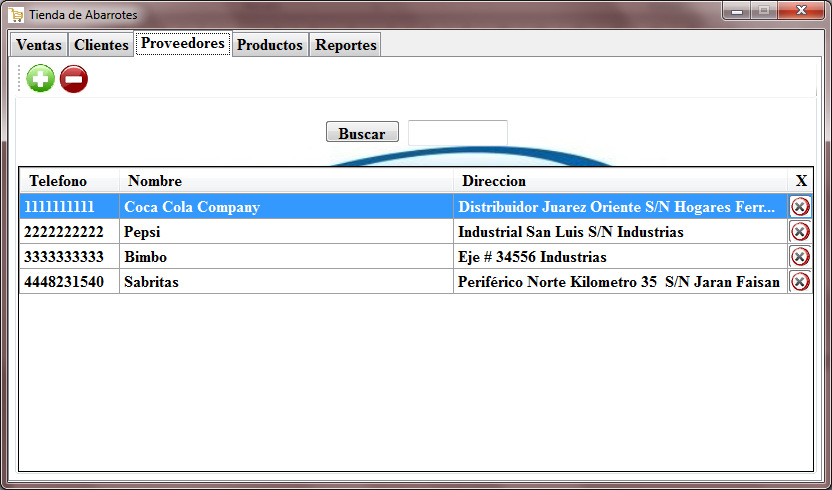 Tienda de Abarrotes
Ventas Clientes Proveedores Productos Reportes
Buscar
Telefono Nombre Direccion X
1111111111 Coca Cola Company Distribuidor Juarez Oriente S/N Hogares Ferr...
2222222222 Pepsi Industrial San Luis S/N Industrias
3333333333 Bimbo Eje # 34556 Industrias
4448231540 Sabritas Periférico Norte Kilometro 35 S/N Jaran Faisan